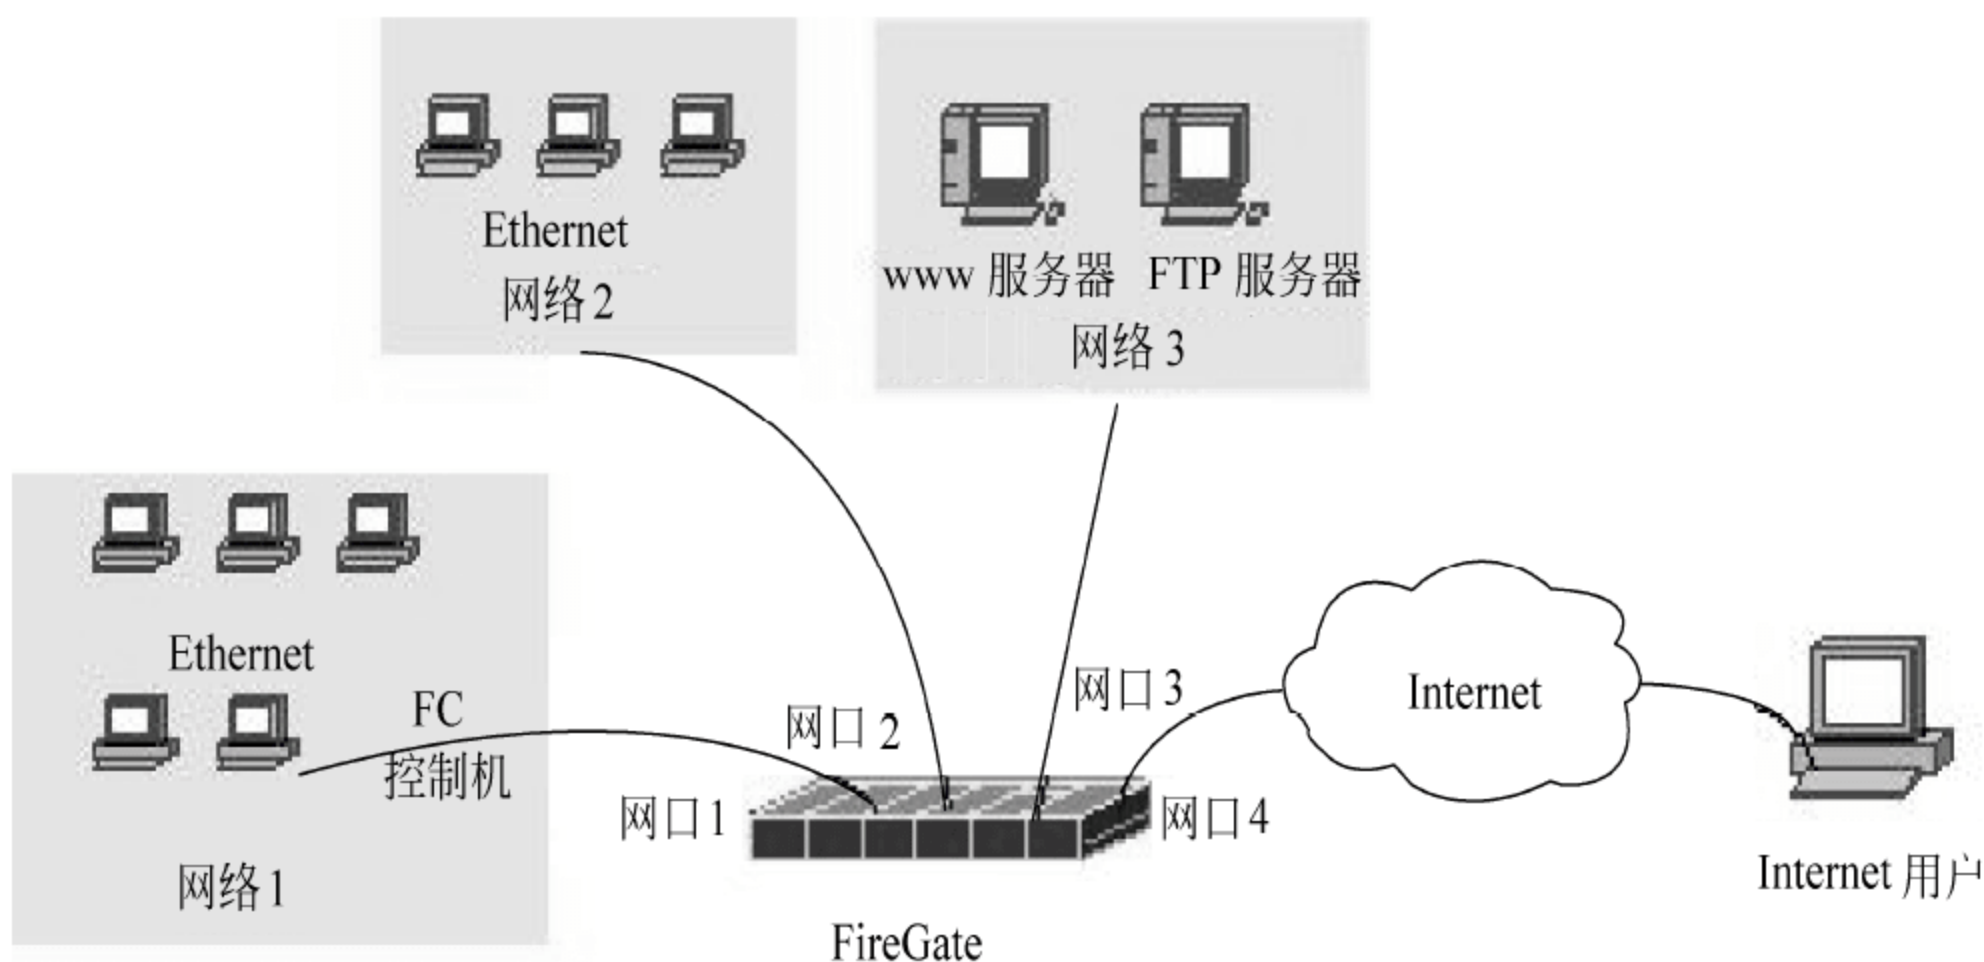 Ethernet
网络 2
www 服务器
FTP 服务器
网络 3
Ethernet
FC
控制机
网络 1
网口 1
网口 2
网口 3
网口 4
FireGate
Internet
Internet 用户